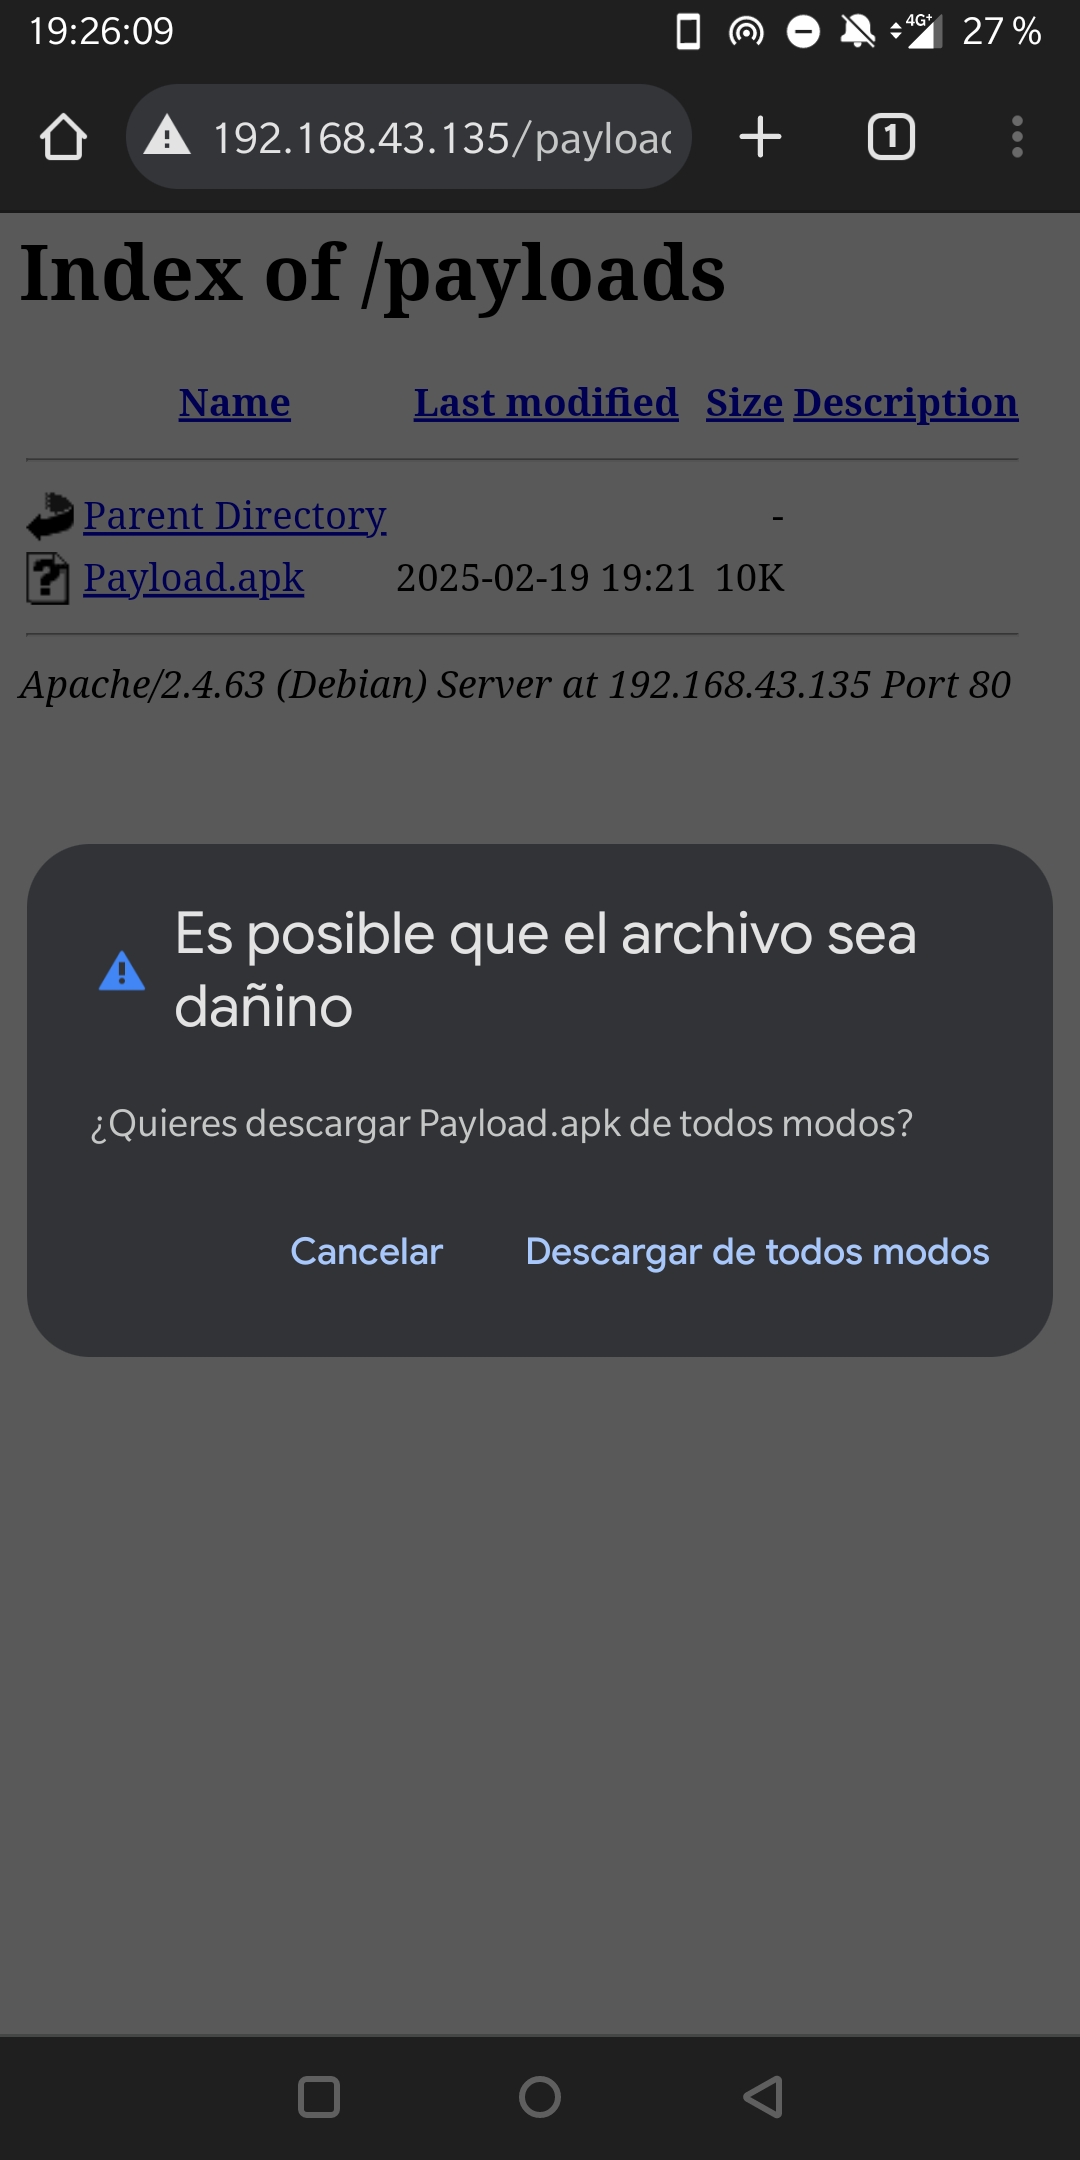 19:26:09 4G+ 27 %
192.168.43.135/payload 1
Index of /payloads
Name Last modified Size Description
Parent Directory -
Payload.apk 2025-02-19 19:21 10K
Apache/2.4.63 (Debian) Server at 192.168.43.135 Port 80
Es posible que el archivo sea
dañino
¿Quieres descargar Payload.apk de todos modos?
Cancelar Descargar de todos modos